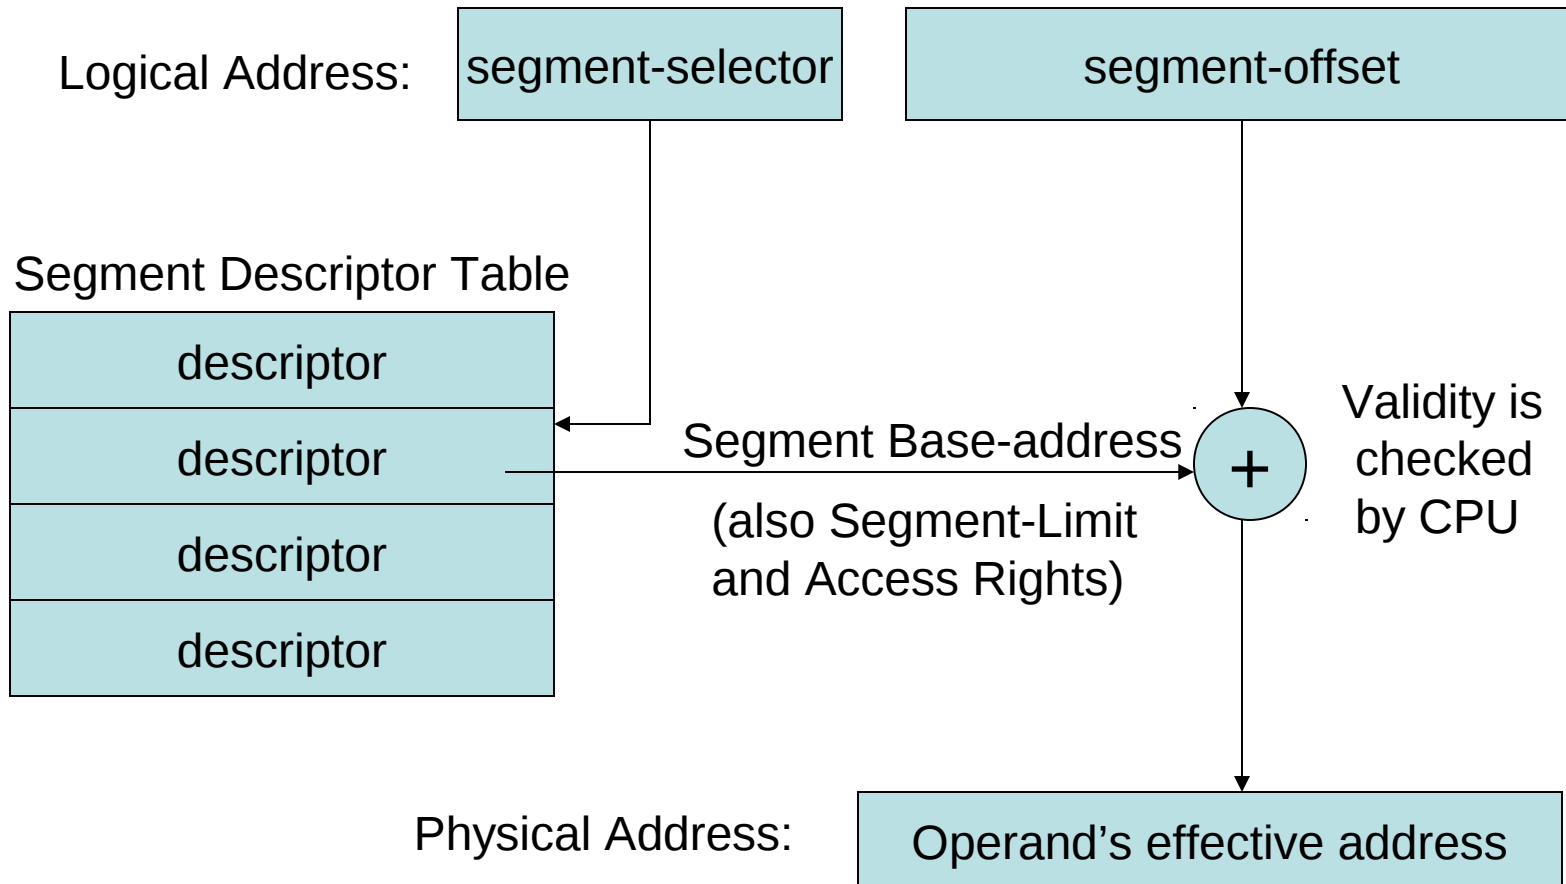 Logical Address:
segment-selector
segment-offset
Segment Descriptor Table
descriptor
descriptor
descriptor
descriptor
Segment Base-address
(also Segment-Limit
and Access Rights)
+
Validity is
checked
by CPU
Physical Address:
Operand’s effective address